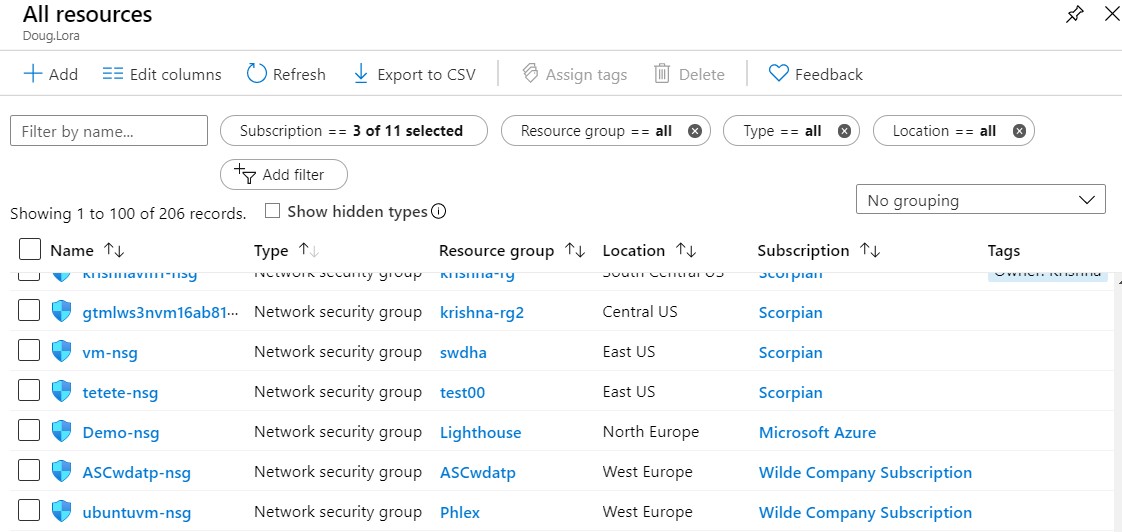 All resources
Doug.Lora
Add Edit columns Refresh Export to CSV Assign tags Delete Feedback
Filter by name... Subscription == 3 of 11 selected Resource group == all Type == all Location == all
Add filter
No grouping
Showing 1 to 100 of 206 records. Show hidden types
Name Type Resource group Location Subscription Tags
krishnavm1-nsg Network security group krishna-rg South Central US Scorpian Owner: Krishna
gtmlws3nvm16ab81··· Network security group krishna-rg2 Central US Scorpian
vm-nsg Network security group swdha East US Scorpian
tetete-nsg Network security group test00 East US Scorpian
Demo-nsg Network security group Lighthouse North Europe Microsoft Azure
ASCwdatp-nsg Network security group ASCwdatp West Europe Wilde Company Subscription
ubuntuvm-nsg Network security group Phlex West Europe Wilde Company Subscription